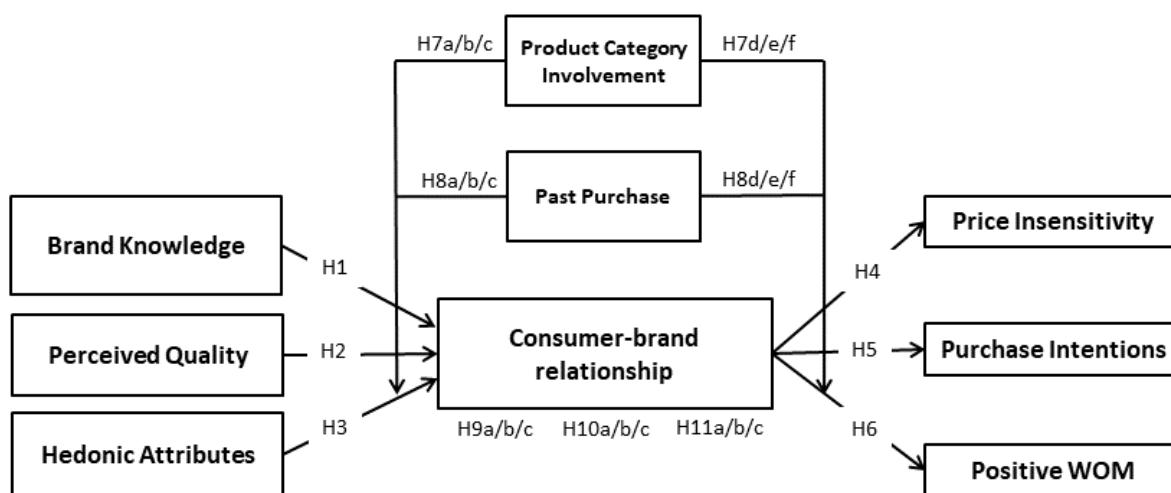 H7a/b/c
Product Category
Involvement
H7d/e/f
H8a/b/c
Past Purchase
H8d/e/f
Brand Knowledge
H1
Perceived Quality
H2
Hedonic Attributes
H3
Consumer-brand
relationship
H9a/b/c
H10a/b/c
H11a/b/c
H4
Price Insensitivity
H5
Purchase Intentions
H6
Positive WOM